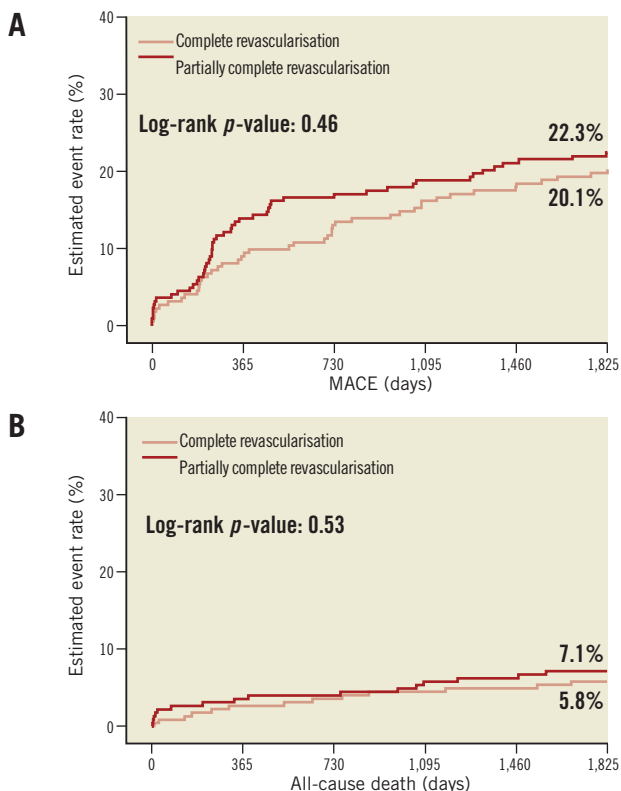 A
40
30
20
10
0
Estimated event rate (%)
Complete revascularisation
Partially complete revascularisation
Log-rank p-value: 0.46
22.3%
20.1%
0 365 730 1,095 1,460 1,825
MACE (days)
B
40
30
20
10
0
Estimated event rate (%)
Complete revascularisation
Partially complete revascularisation
Log-rank p-value: 0.53
7.1%
5.8%
0 365 730 1,095 1,460 1,825
All-cause death (days)